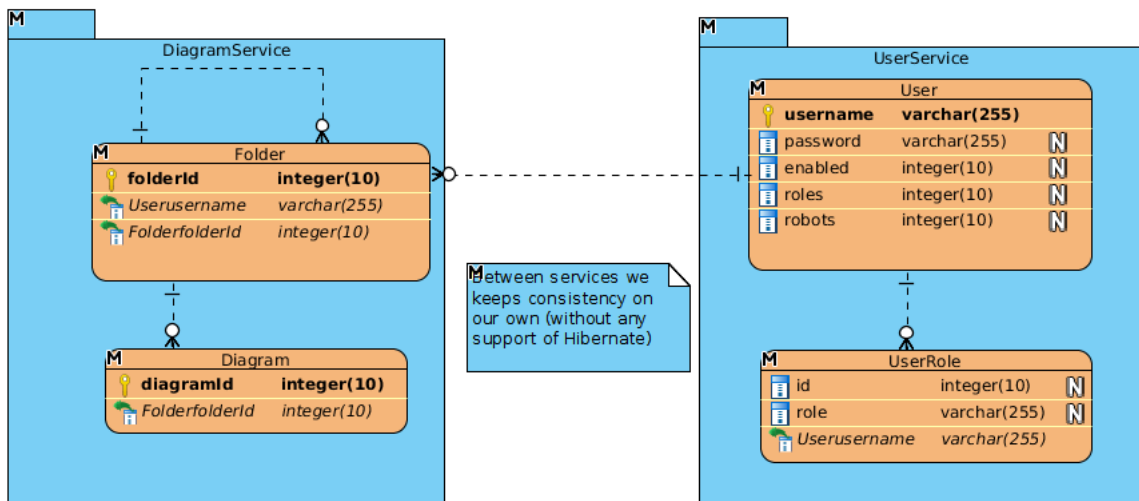 M
DiagramService
M
Folder
folderId integer(10)
Userusername varchar(255)
FolderfolderId integer(10)
M
Diagram
diagramId integer(10)
FolderfolderId integer(10)
M
Between services we
keeps consistency on
our own (without any
support of Hibernate)
M
UserService
M
User
username varchar(255)
password varchar(255) N
enabled integer(10) N
roles integer(10) N
robots integer(10) N
M
UserRole
id integer(10) N
role varchar(255) N
Userusername varchar(255)